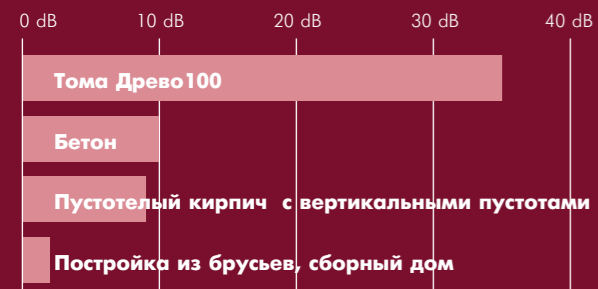 0 dB 10 dB 20 dB 30 dB 40 dB
Тома Древо100
Бетон
Пустотелый кирпич с вертикальными пустотами
Постройка из брусьев, сборный дом